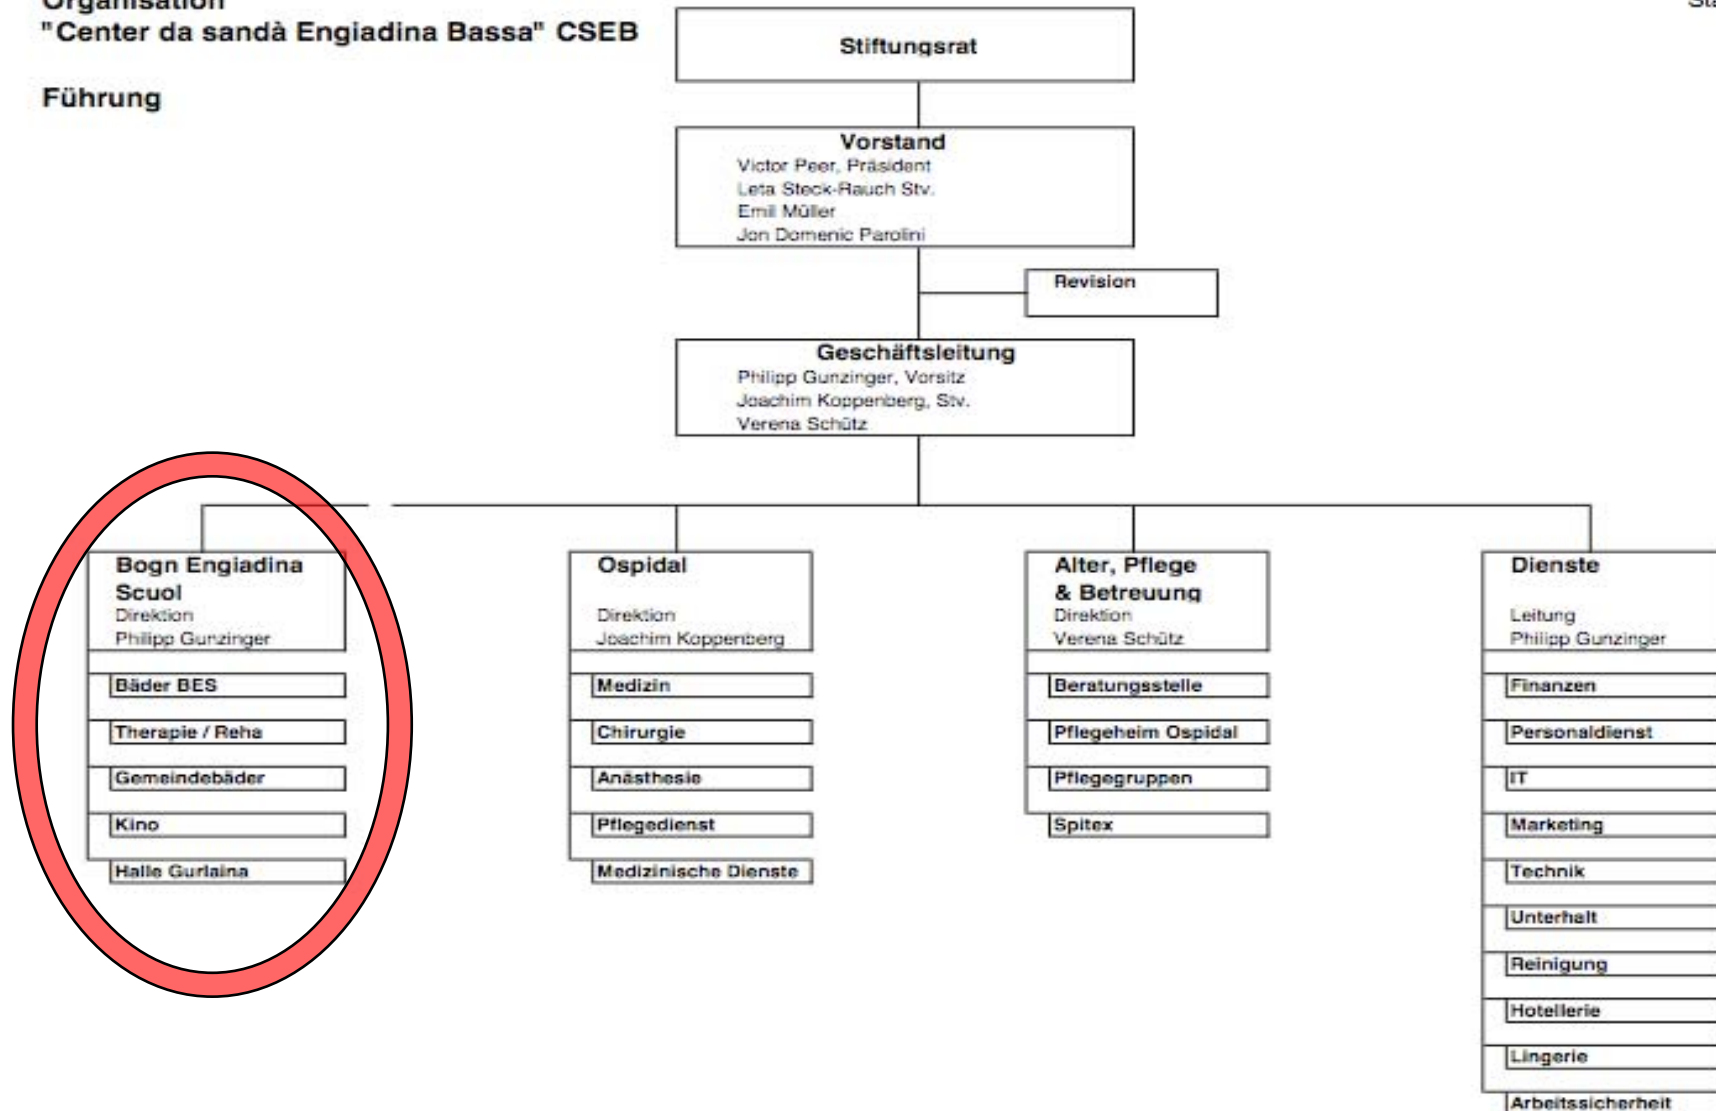 Organisation
"Center da sandà Engiadina Bassa" CSEB
Führung
Stiftungsrat
Vorstand
Victor Peer, Präsident
Leta Steck-Rauch Stv.
Emil Müller
Jon Domenic Parolini
Revision
Geschäftsleitung
Philipp Gunzinger, Vorsitz
Joachim Koppenberg, Stv.
Verena Schütz
Bogn Engiadina
Scuol
Direktion
Philipp Gunzinger
Bäder BES
Therapie / Reha
Gemeindebäder
Kino
Halle Gurlaina
Ospidal
Direktion
Joachim Koppenberg
Medizin
Chirurgie
Anästhesie
Pflegedienst
Medizinische Dienste
Alter, Pflege
& Betreuung
Direktion
Verena Schütz
Beratungsstelle
Pflegeheim Ospidal
Pflegegruppen
Spitex
Dienste
Leitung
Philipp Gunzinger
Finanzen
Personaldienst
IT
Marketing
Technik
Unterhalt
Reinigung
Hotellerie
Lingerie
Arbeitssicherheit